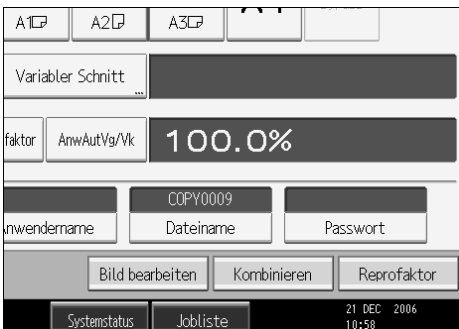 A1 A2 A3
Variabler Schnitt ...
faktor AnwAutVg/Vk 100.0%
COPY0009
Anwendername Dateiname Passwort
Bild bearbeiten Kombinieren Reprofaktor
Systemstatus Jobliste 21 DEC 2006
10:58